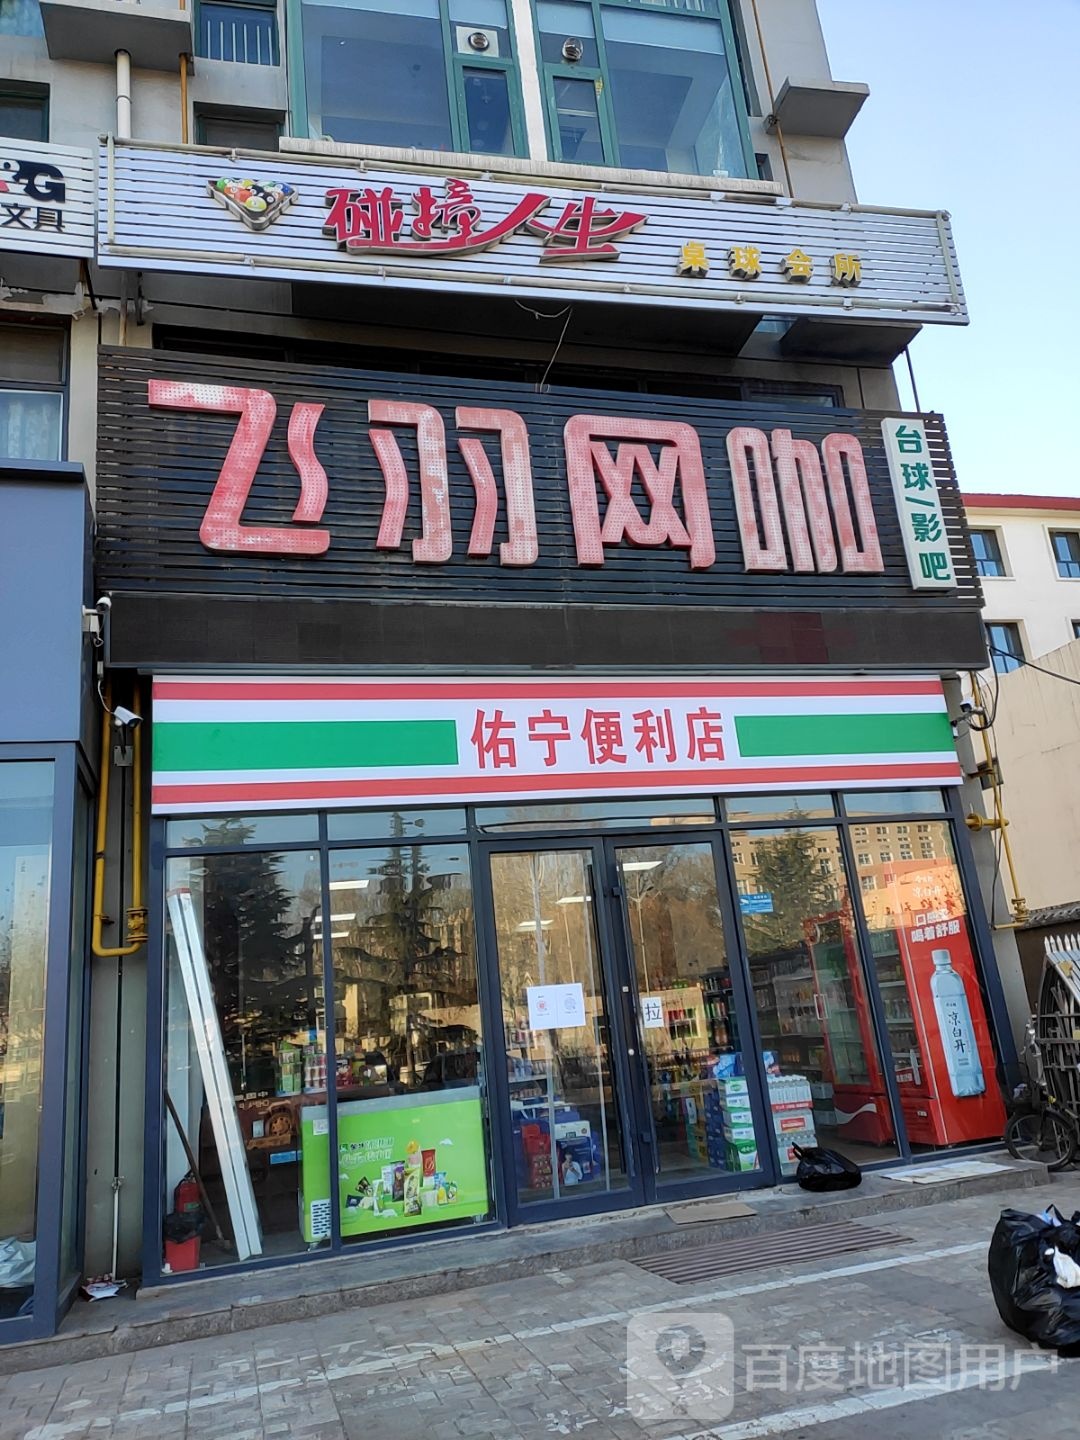 G
文具
碰撞人生
桌球会所
飞羽网咖
台球/影吧
佑宁便利店
拉
口感
喝着舒服
凉白开
百度地图用户